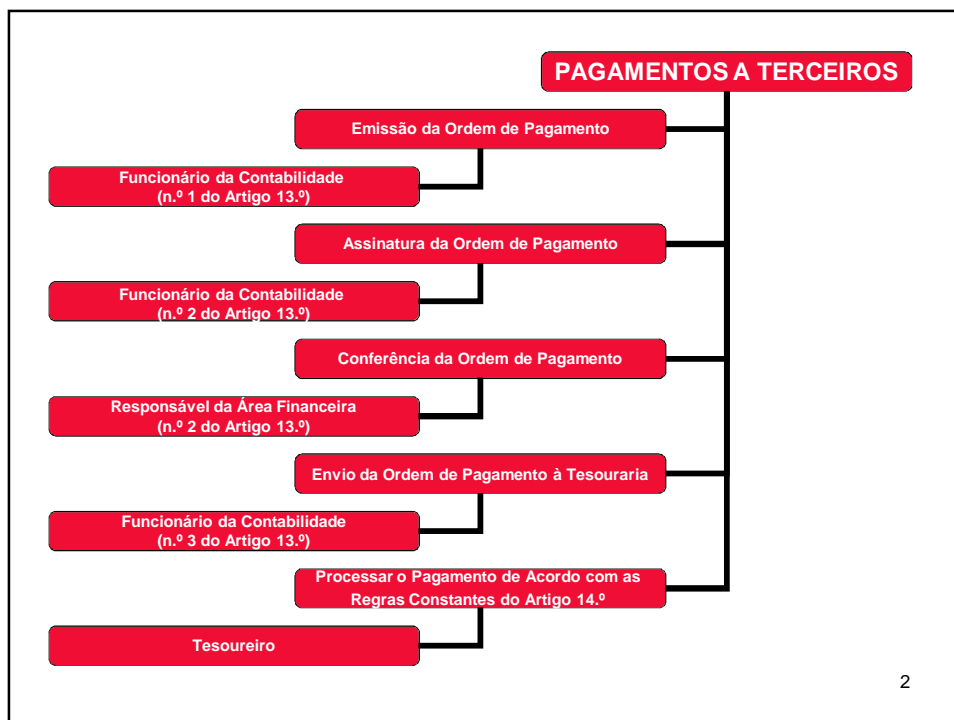 PAGAMENTOS A TERCEIROS
Emissão da Ordem de Pagamento
Funcionário da Contabilidade
(n.º 1 do Artigo 13.º)
Assinatura da Ordem de Pagamento
Funcionário da Contabilidade
(n.º 2 do Artigo 13.º)
Conferência da Ordem de Pagamento
Responsável da Área Financeira
(n.º 2 do Artigo 13.º)
Envio da Ordem de Pagamento à Tesouraria
Funcionário da Contabilidade
(n.º 3 do Artigo 13.º)
Processar o Pagamento de Acordo com as
Regras Constantes do Artigo 14.º
Tesoureiro
2